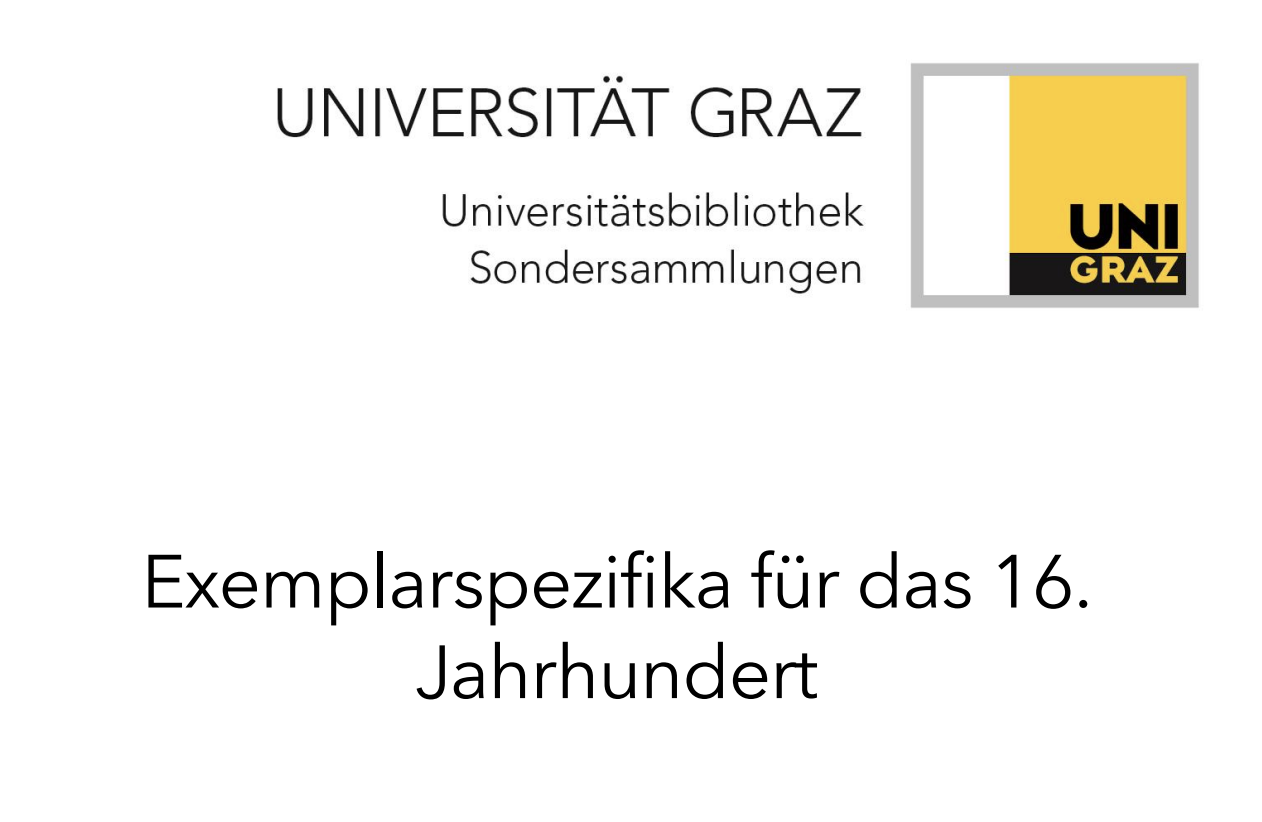 UNIVERSITÄT GRAZ
Universitätsbibliothek
Sondersammlungen
UNI
GRAZ
Exemplarspezifika für das 16.
Jahrhundert